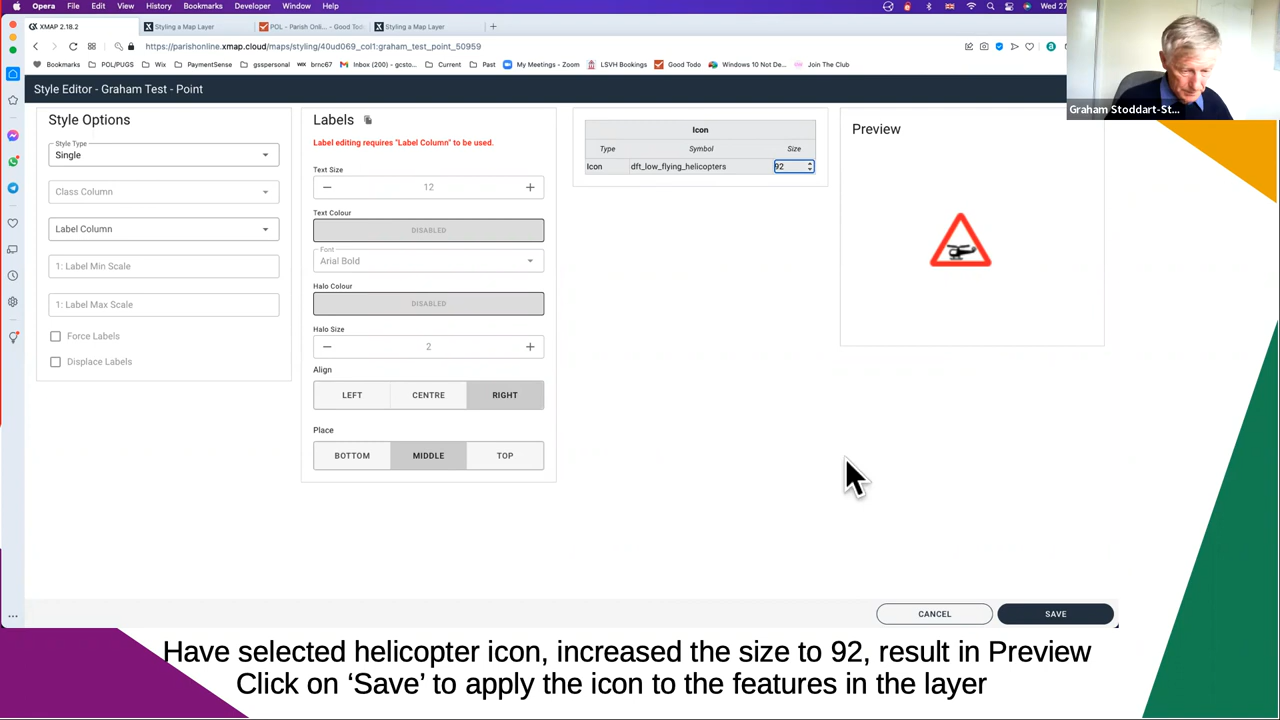 Opera File Edit View History Bookmarks Developer Window Help
Wed 27
XMAP 2.18.2
Styling a Map Layer
POL - Parish Onli... - Good Tod
Styling a Map Layer
https://parishonline.xmap.cloud/maps/styling/40ud069_col1:graham_test_point_50959
Bookmarks POL/PUGS Wix PaymentSense gsspersonal brnc67 Inbox (200) - gcsto... Current Past My Meetings - Zoom LSVH Bookings Good Todo Windows 10 Not De... Join The Club
Graham Stoddart-St...
Style Editor - Graham Test - Point
Style Options
Style Type
Single
Class Column
Label Column
1: Label Min Scale
1: Label Max Scale
Force Labels
Displace Labels
Labels
Label editing requires "Label Column" to be used.
Text Size
12
Text Colour
DISABLED
Font
Arial Bold
Halo Colour
DISABLED
Halo Size
2
Align
LEFT CENTRE RIGHT
Place
BOTTOM MIDDLE TOP
Icon
Type Symbol Size
Icon dft_low_flying_helicopters 92
Preview
CANCEL SAVE
Have selected helicopter icon, increased the size to 92, result in Preview
Click on ‘Save’ to apply the icon to the features in the layer